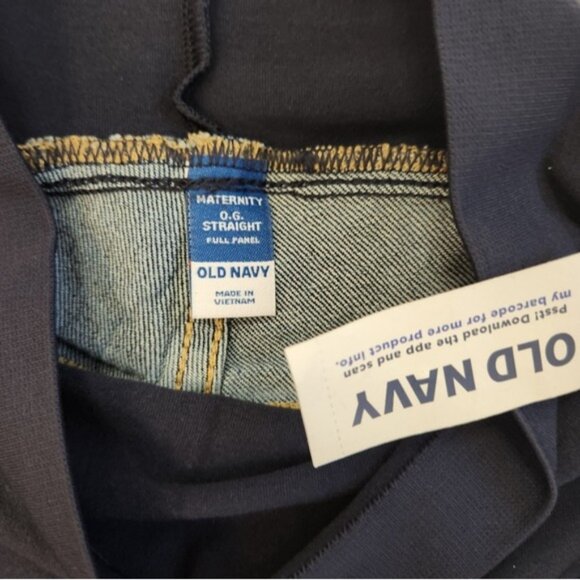 MATERNITY
O.G.
STRAIGHT
FULL PANEL
OLD NAVY
MADE IN
VIETNAM
OLD NAVY
Psst! Download the app and scan
my barcode for more product info.